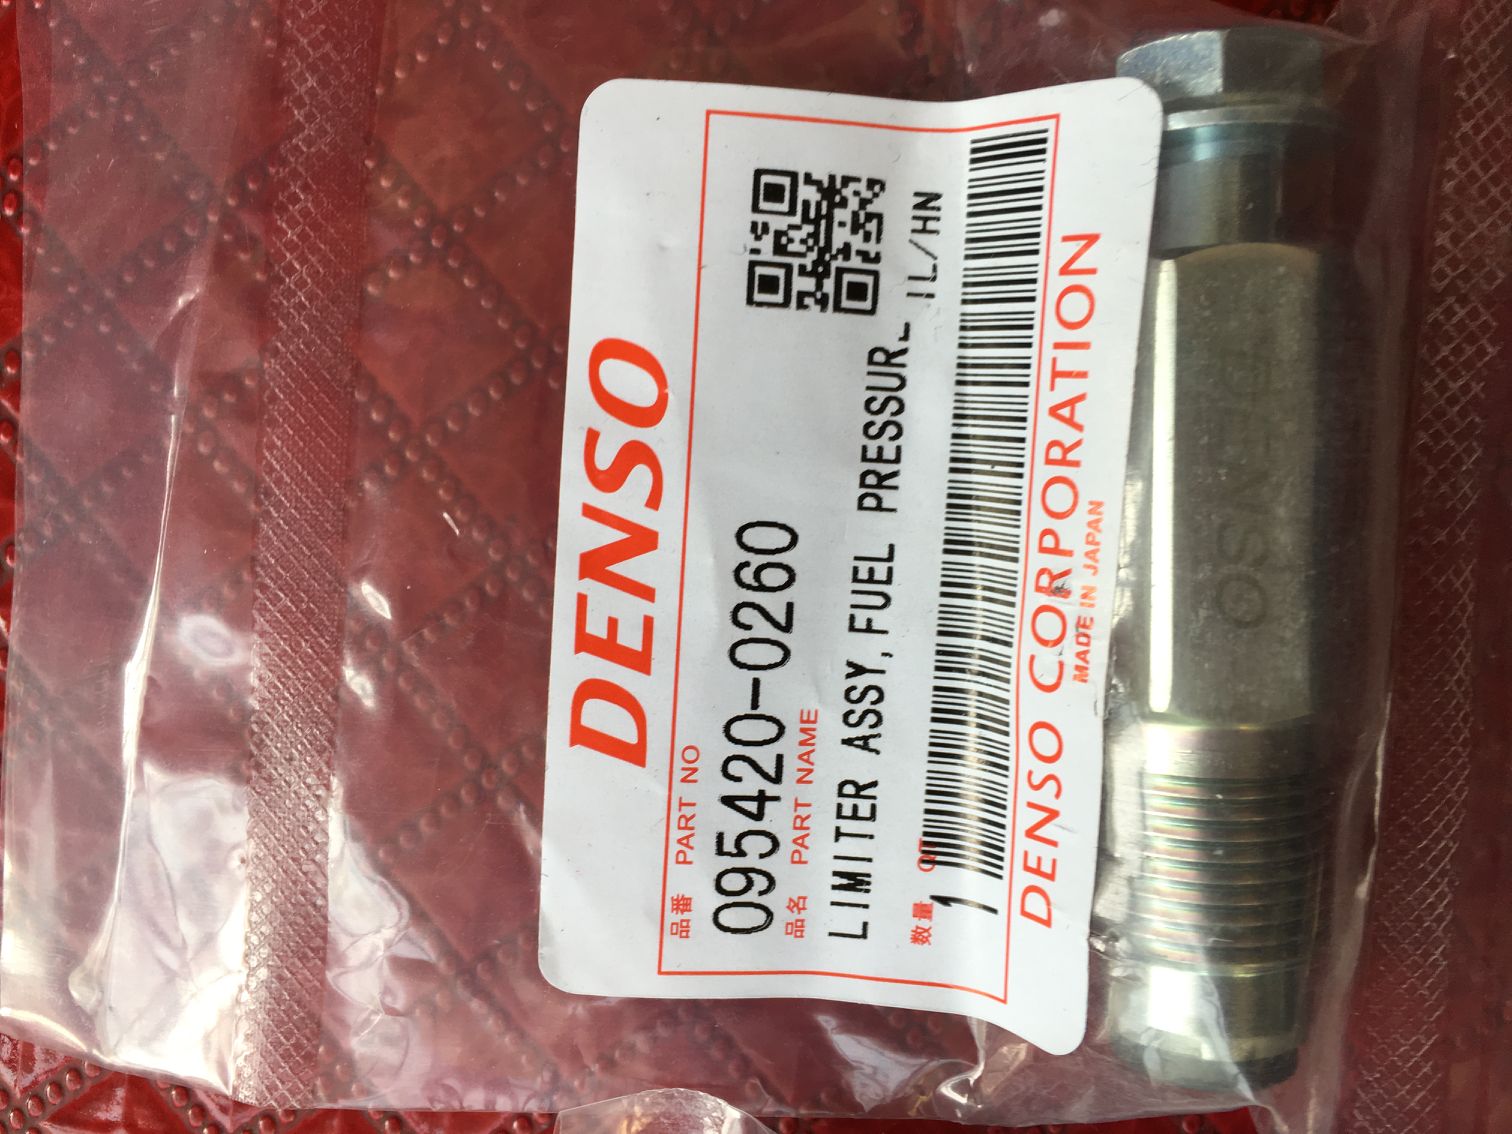 DENSO
品番 PART NO
095420-0260
品名 PART NAME
LIMITER ASSY, FUEL PRESSUR
IL/HN
数量
1
DENSO CORPORATION
MADE IN JAPAN
DENSO